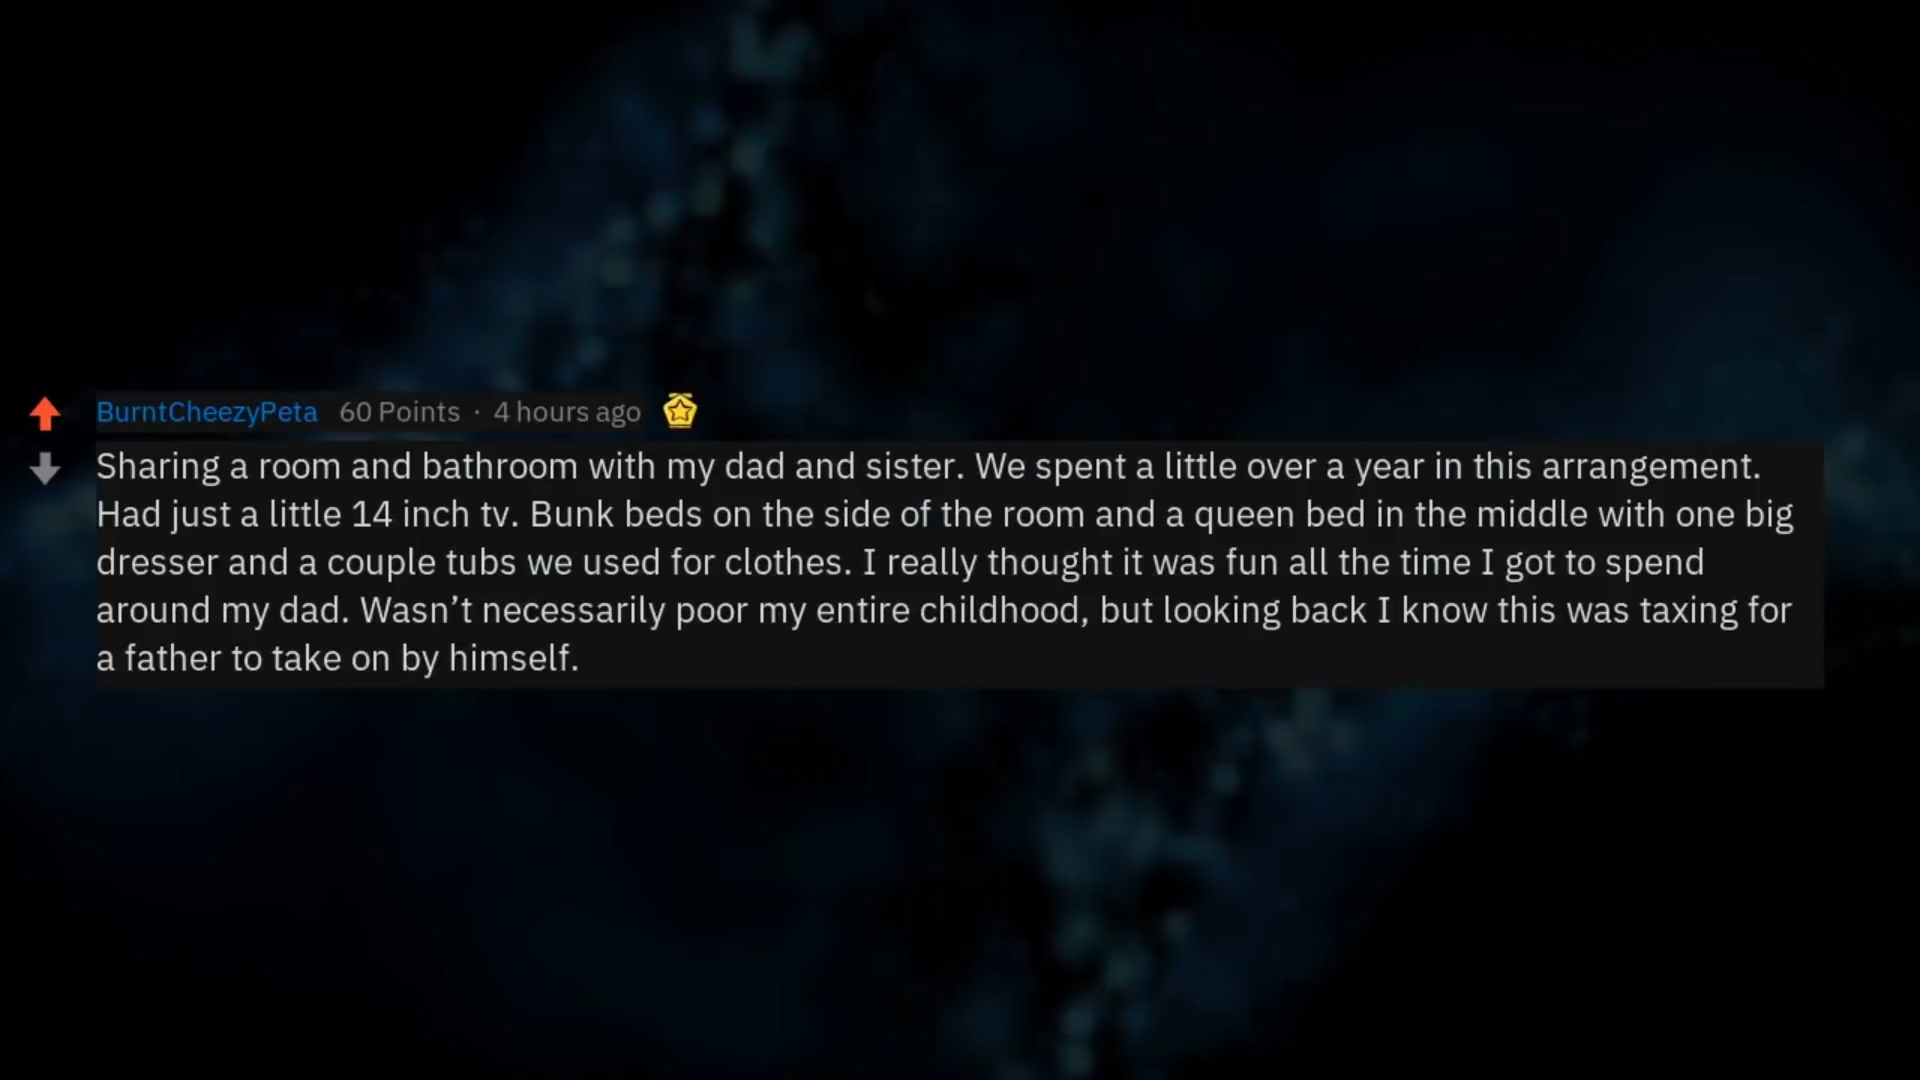 BurntCheezyPeta 60 Points · 4 hours ago
Sharing a room and bathroom with my dad and sister. We spent a little over a year in this arrangement.
Had just a little 14 inch tv. Bunk beds on the side of the room and a queen bed in the middle with one big
dresser and a couple tubs we used for clothes. I really thought it was fun all the time I got to spend
around my dad. Wasn’t necessarily poor my entire childhood, but looking back I know this was taxing for
a father to take on by himself.